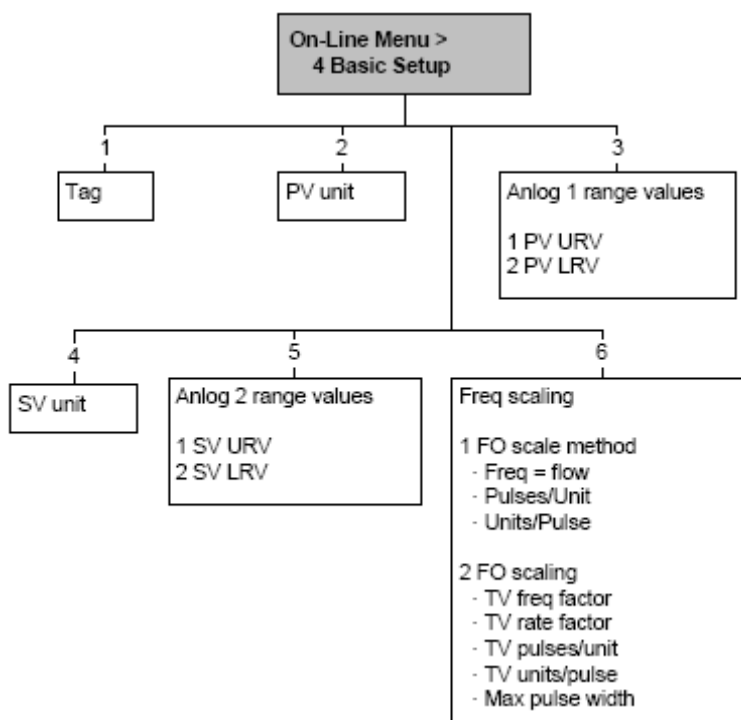 On-Line Menu >
4 Basic Setup
1
2
3
Tag
PV unit
Anlog 1 range values
1 PV URV
2 PV LRV
4
5
6
SV unit
Anlog 2 range values
1 SV URV
2 SV LRV
Freq scaling
1 FO scale method
· Freq = flow
· Pulses/Unit
· Units/Pulse
2 FO scaling
· TV freq factor
· TV rate factor
· TV pulses/unit
· TV units/pulse
· Max pulse width